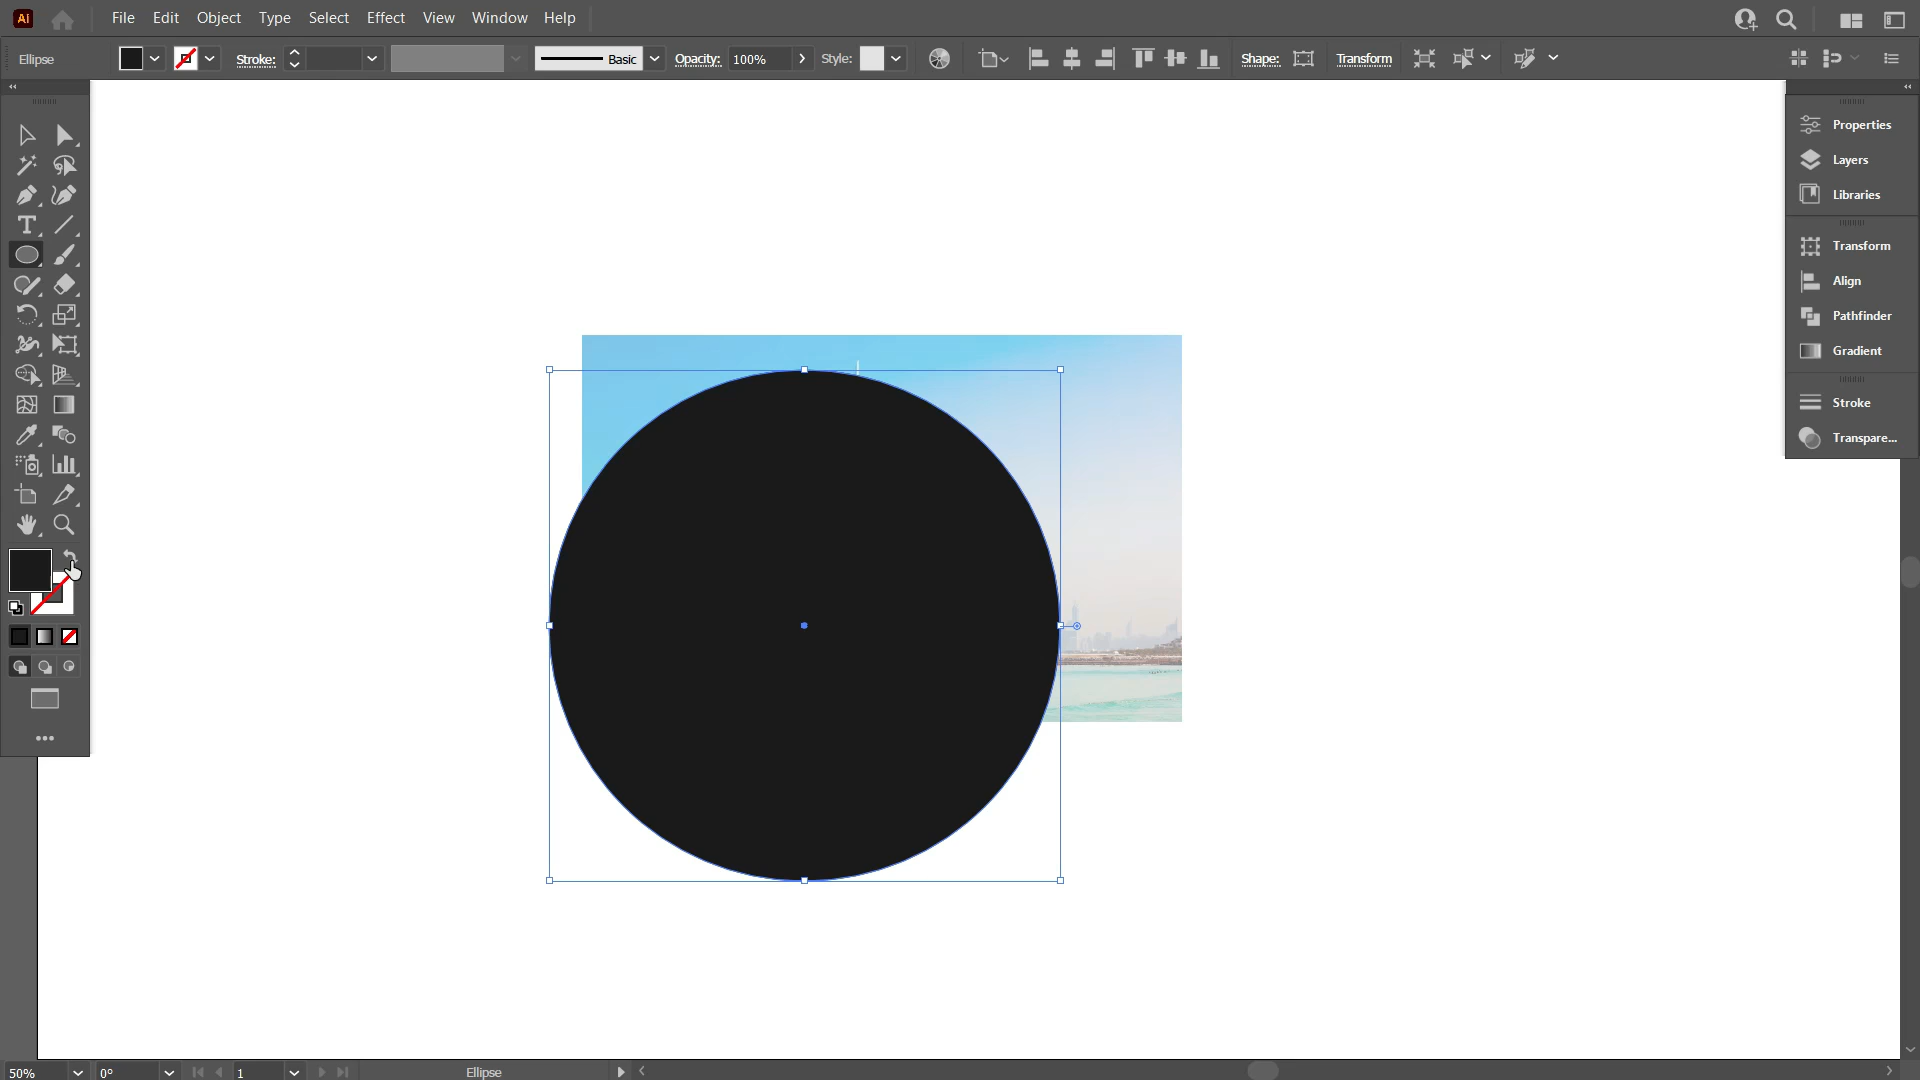 Ai
File Edit Object Type Select Effect View Window Help
Ellipse Stroke: Basic Opacity: 100% Style: Shape: Transform
Properties
Layers
Libraries
Transform
Align
Pathfinder
Gradient
Stroke
Transpare...
50% 0° 1 Ellipse